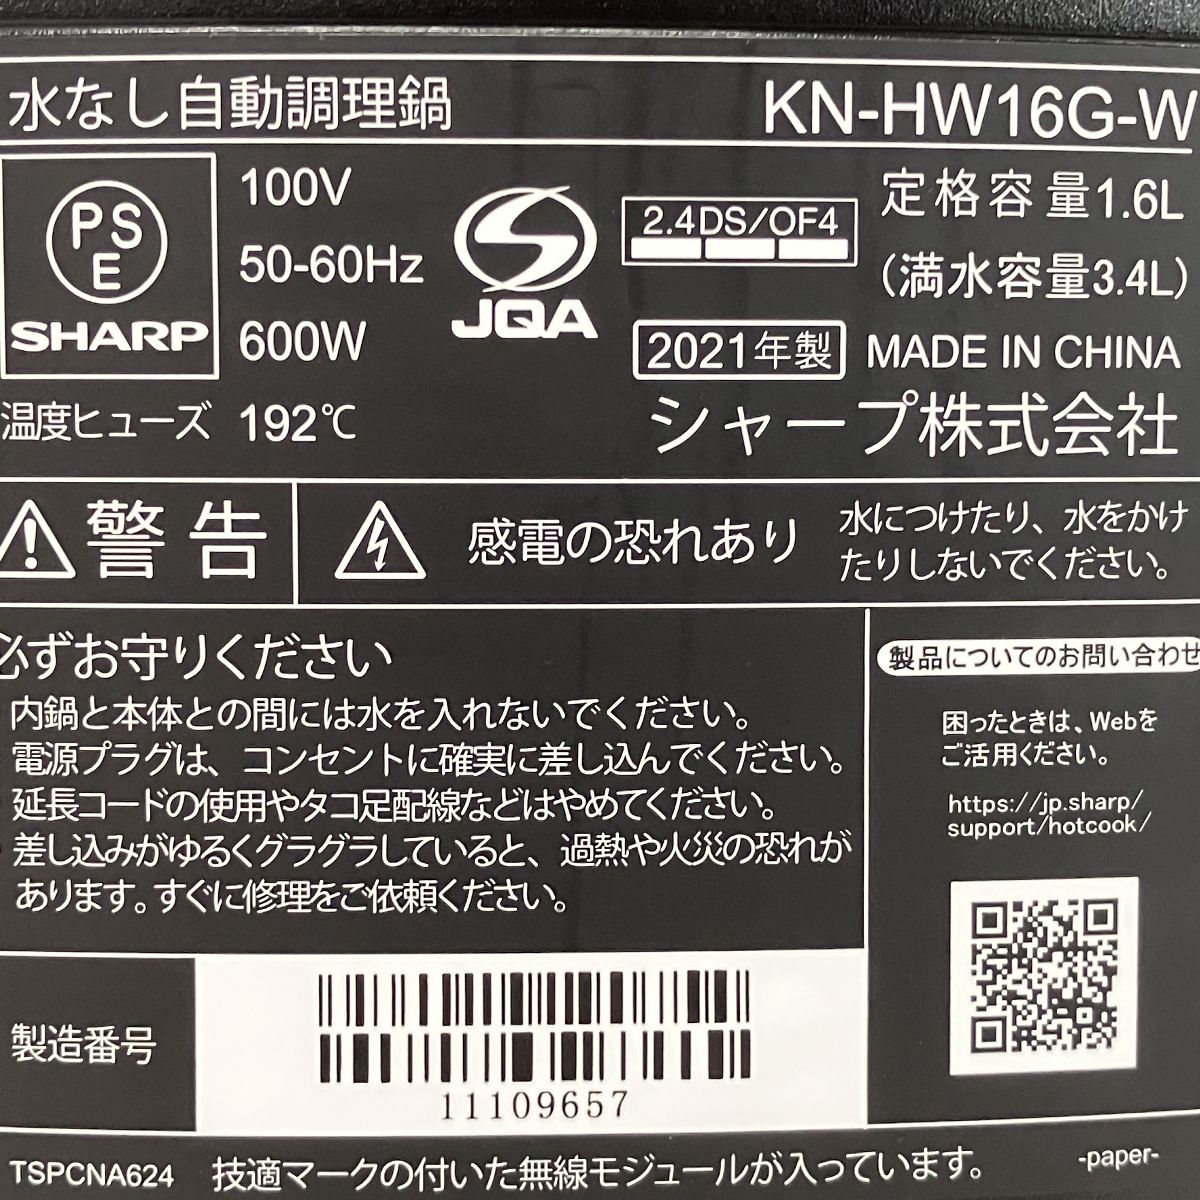 水なし自動調理鍋 KN-HW16G-W
PS
E
SHARP
100V
50-60Hz
600W
温度ヒューズ 192℃
JQA
2.4DS/OF4
定格容量1.6L
(満水容量3.4L)
2021年製 MADE IN CHINA
シャープ株式会社
警告
感電の恐れあり
水につけたり、水をかけ
たりしないでください。
必ずお守りください
内鍋と本体との間には水を入れないでください。
電源プラグは、コンセントに確実に差し込んでください。
延長コードの使用やタコ足配線などはやめてください。
差し込みがゆるくグラグラしていると、過熱や火災の恐れが
あります。すぐに修理をご依頼ください。
製品についてのお問い合わせ
困ったときは、Webを
ご活用ください。
https://jp.sharp/
support/hotcook/
製造番号
11109657
TSPCNA624 技適マークの付いた無線モジュールが入っています。 -paper-